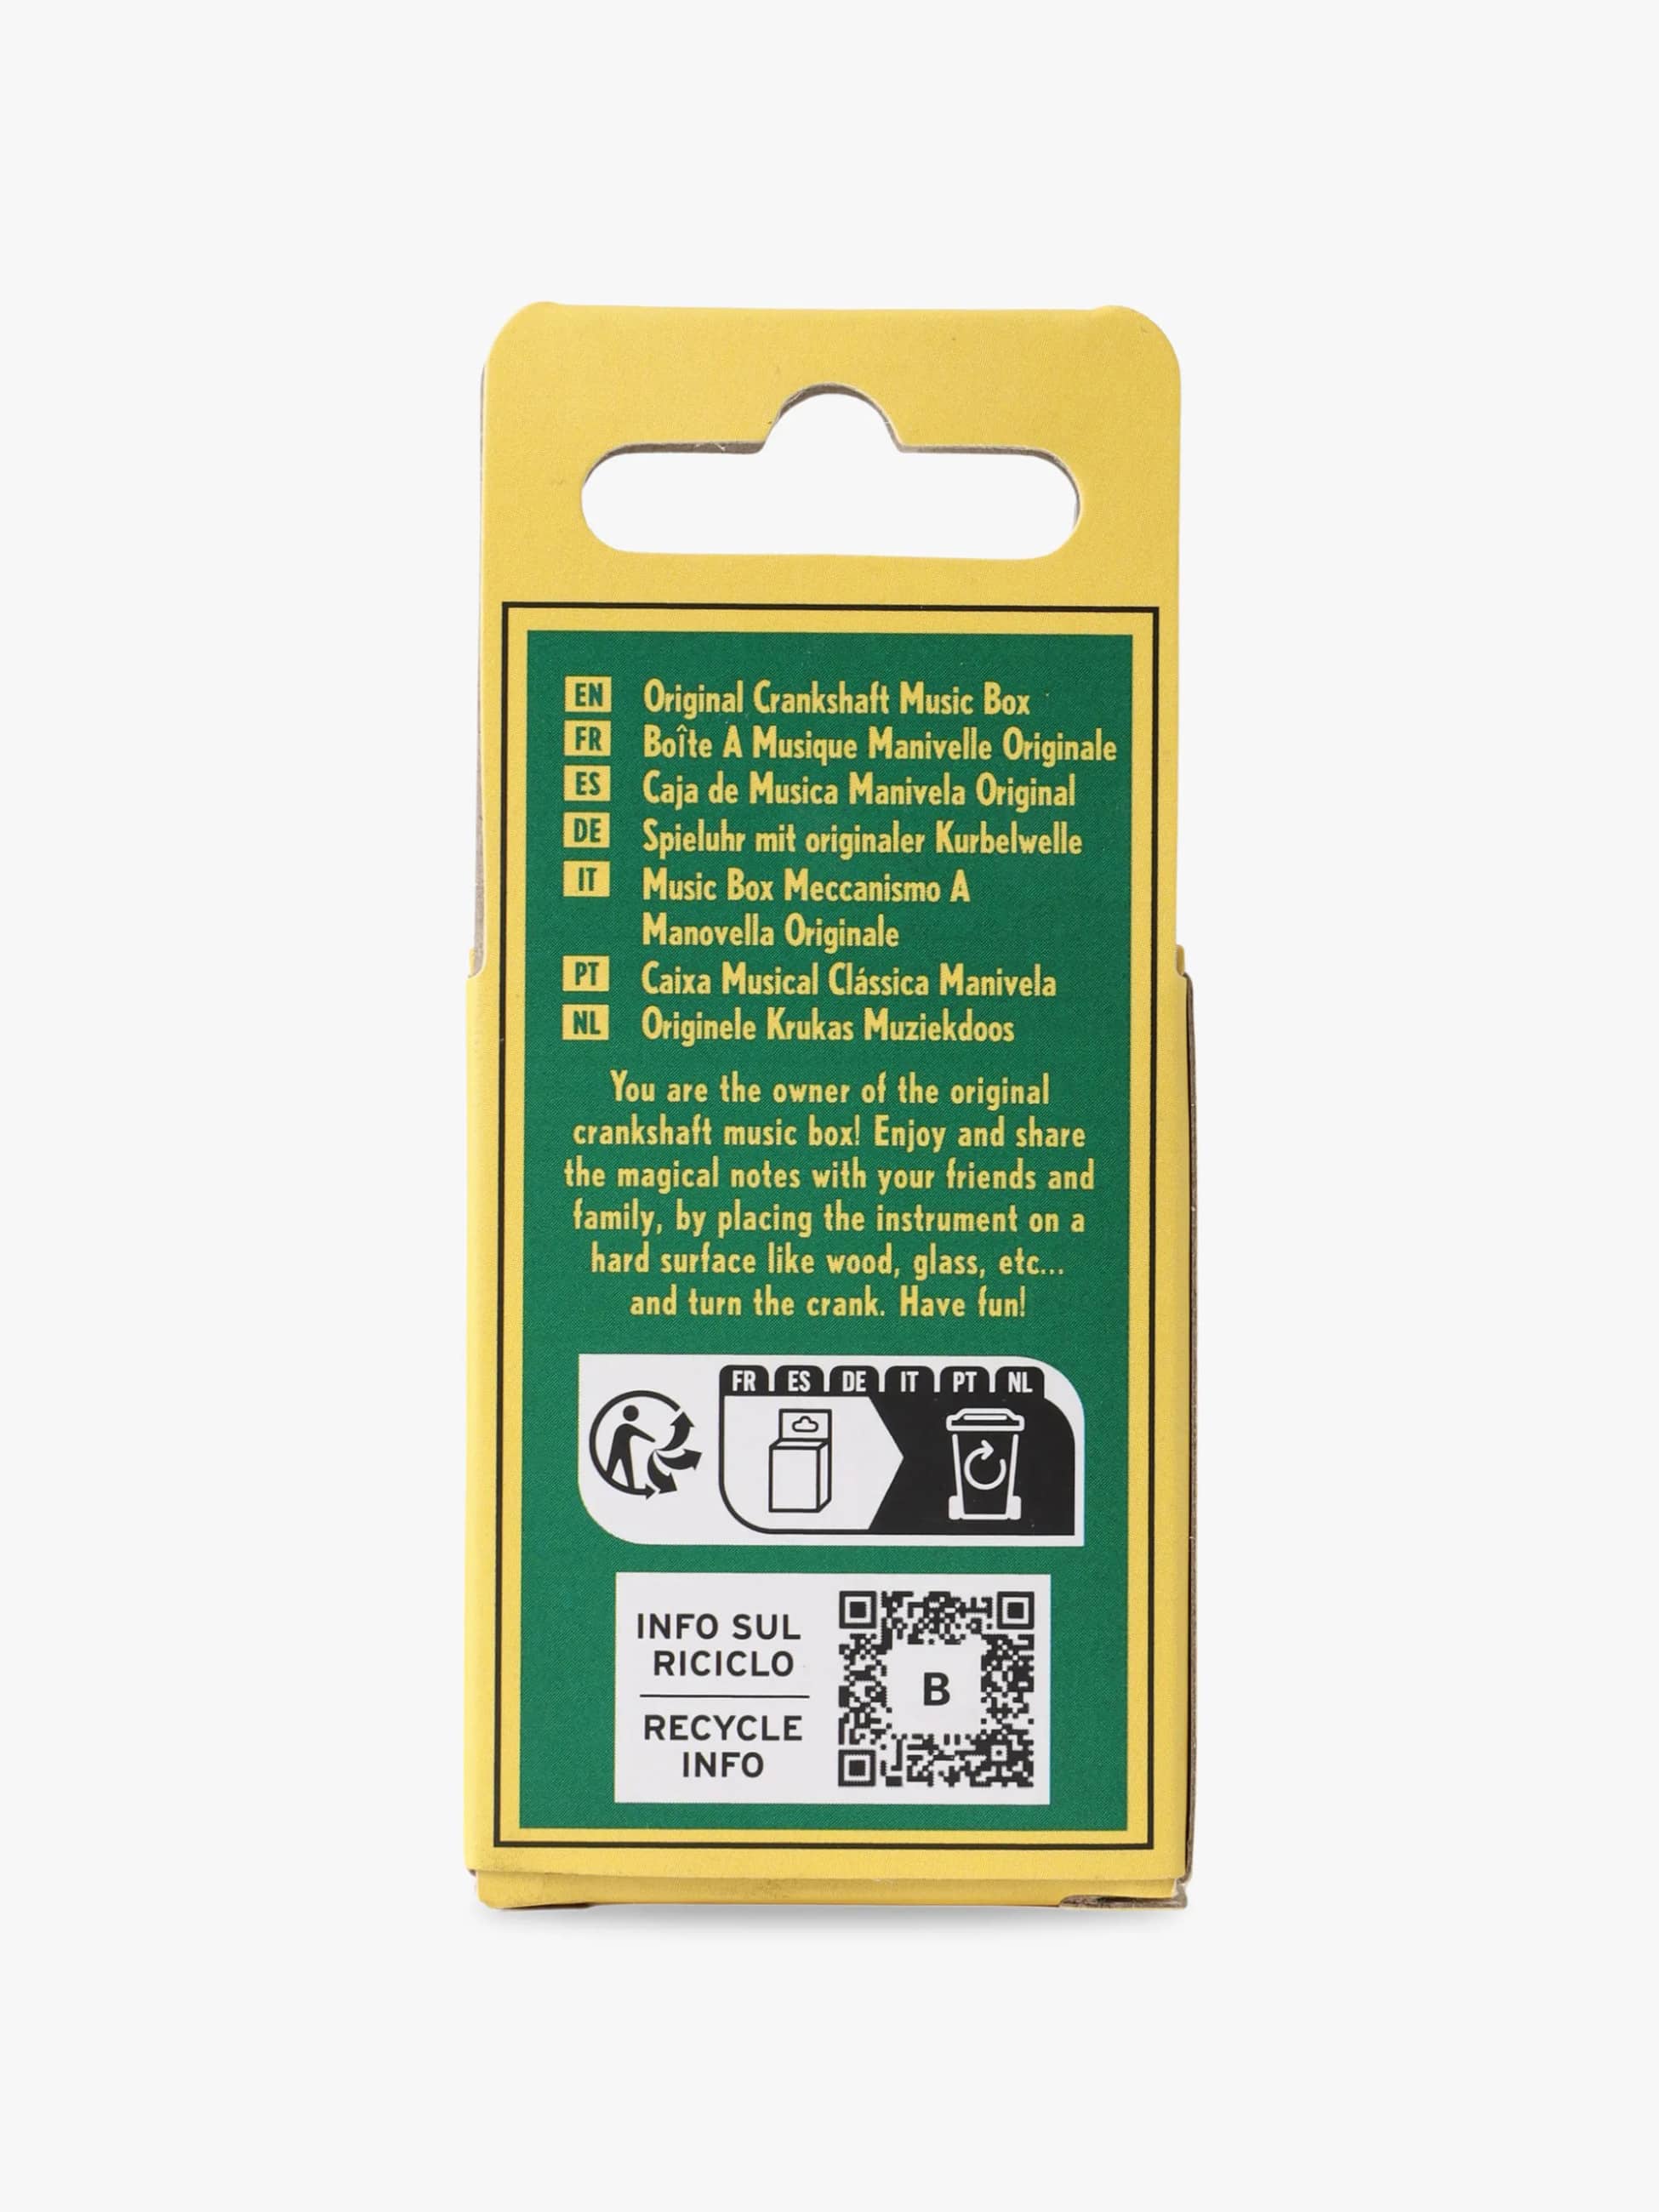 EN Original Crankshaft Music Box
FR Boîte A Musique Manivelle Originale
ES Caja de Musica Manivela Original
DE Spieluhr mit originaler Kurbelwelle
IT Music Box Meccanismo A
Manovella Originale
PT Caixa Musical Clássica Manivela
NL Originele Krukas Muziekdoos
You are the owner of the original
crankshaft music box! Enjoy and share
the magical notes with your friends and
family, by placing the instrument on a
hard surface like wood, glass, etc...
and turn the crank. Have fun!
FR ES DE IT PT NL
INFO SUL
RICICLO
RECYCLE
INFO
B